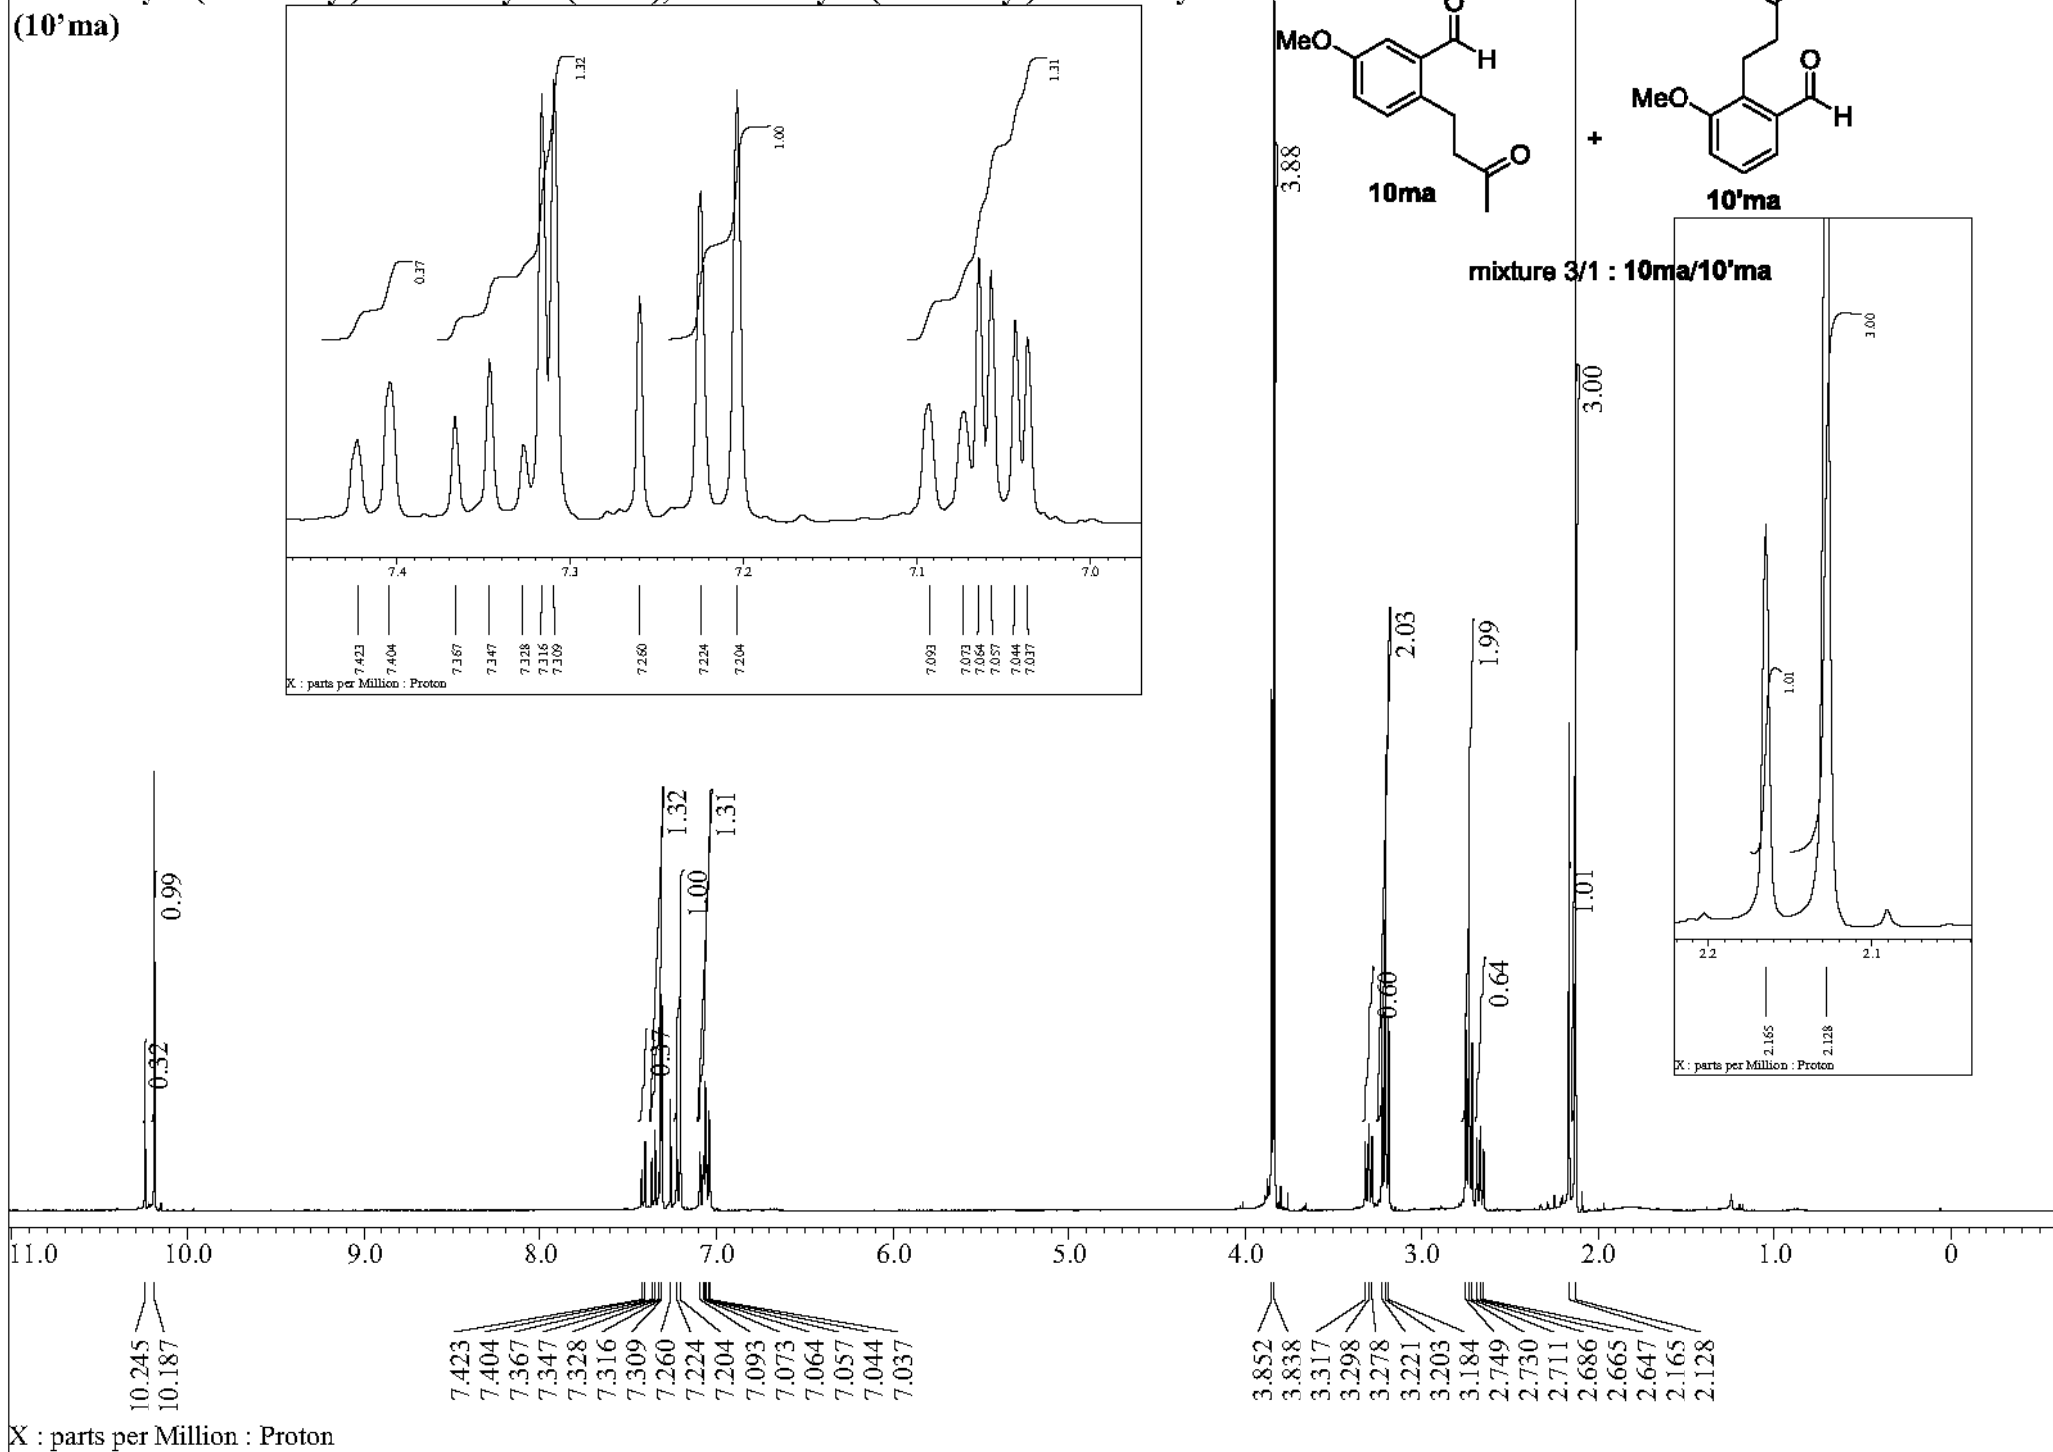 (10’ma)
1.32
1.31
1.00
0.37
7.4 7.3 7.2 7.1 7.0
7.423 7.404 7.367 7.347 7.328 7.316 7.309 7.260 7.224 7.204 7.093 7.073 7.064 7.057 7.044 7.037
X : parts per Million : Proton
O
MeO
H
O
10ma
+
O
MeO
H
10'ma
mixture 3/1 : 10ma/10'ma
3.00
1.01
2.2 2.1
2.165 2.128
X : parts per Million : Proton
3.88
3.00
2.03
1.99
1.32
1.31
0.99
1.00
1.01
0.60
0.64
0.32
0.37
11.0 10.0 9.0 8.0 7.0 6.0 5.0 4.0 3.0 2.0 1.0 0
10.245 10.187 7.423 7.404 7.367 7.347 7.328 7.316 7.309 7.260 7.224 7.204 7.093 7.073 7.064 7.057 7.044 7.037 3.852 3.838 3.317 3.298 3.278 3.221 3.203 3.184 2.749 2.730 2.711 2.686 2.665 2.647 2.165 2.128
X : parts per Million : Proton